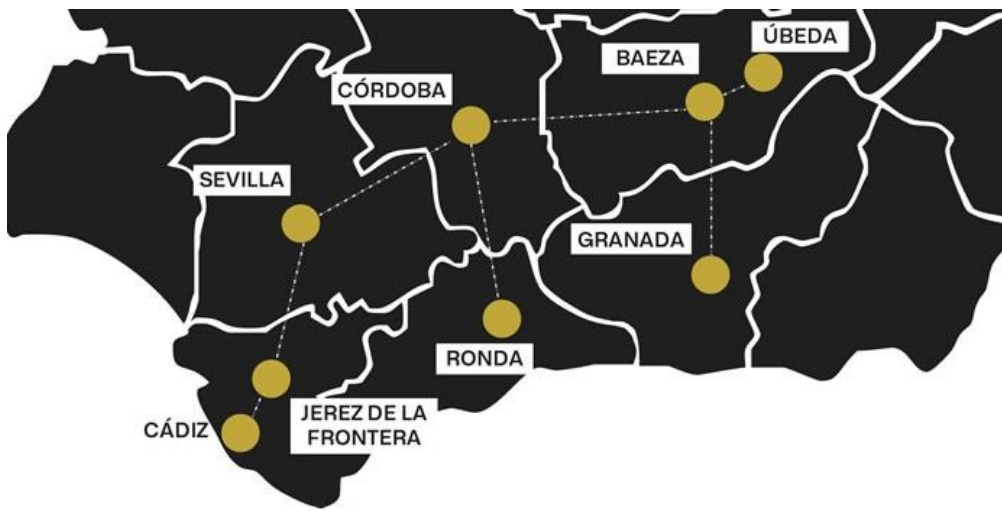 ÚBEDA
BAEZA
CÓRDOBA
SEVILLA
GRANADA
RONDA
JEREZ DE LA
FRONTERA
CÁDIZ